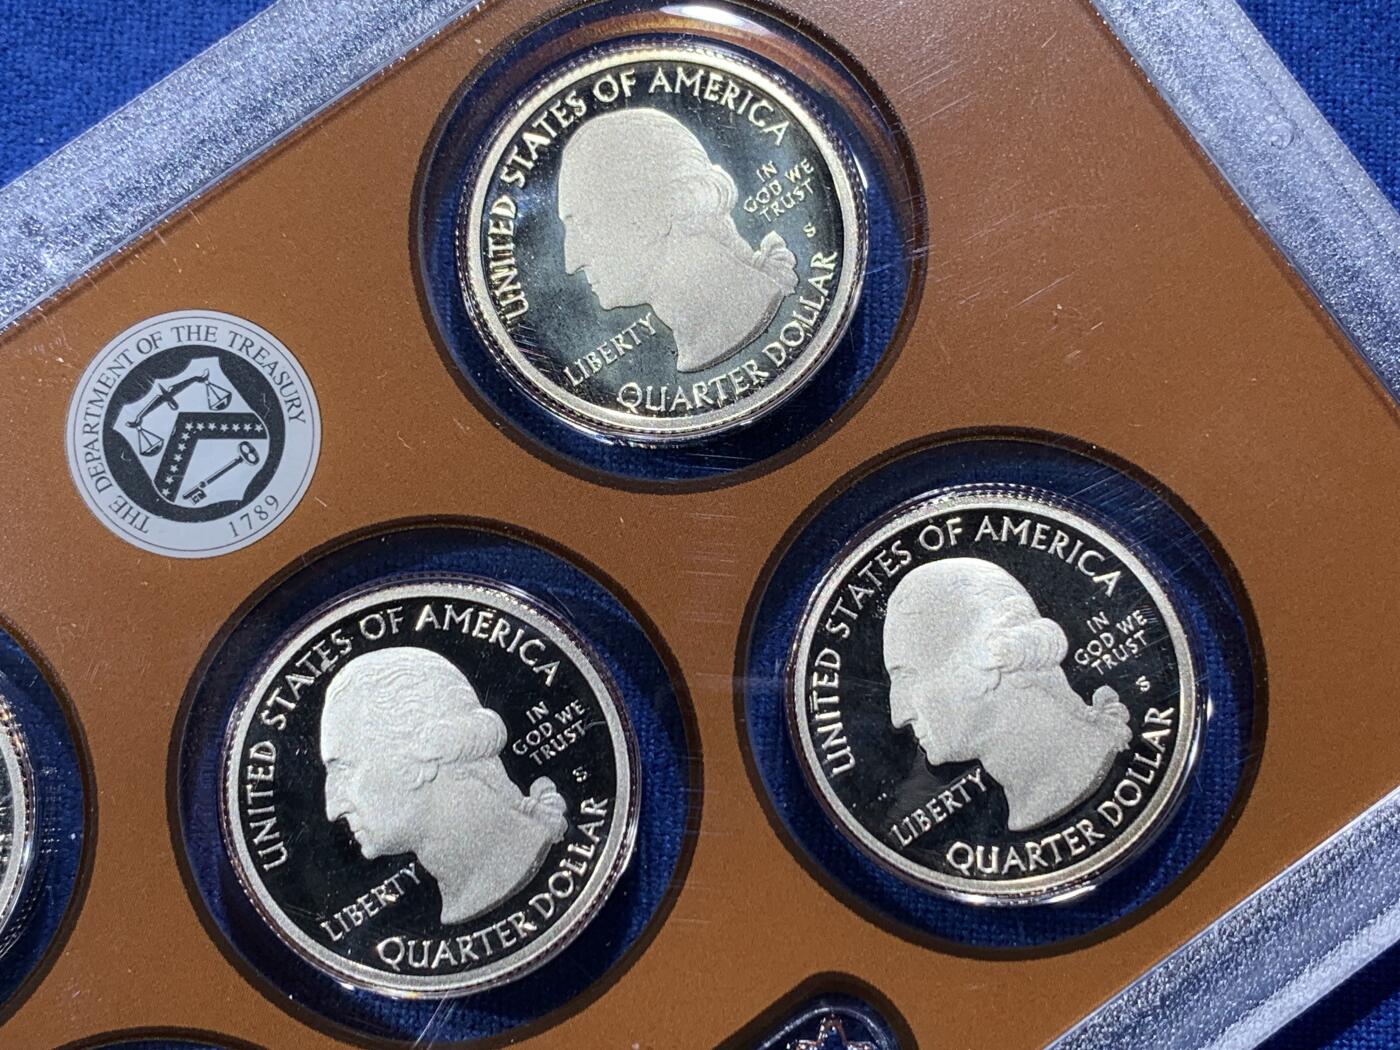 UNITED STATES OF AMERICA
IN
GOD WE
TRUST
S
LIBERTY
QUARTER DOLLAR
THE DEPARTMENT OF THE TREASURY
1789
UNITED STATES OF AMERICA
IN
GOD WE
TRUST
S
LIBERTY
QUARTER DOLLAR
UNITED STATES OF AMERICA
IN
GOD WE
TRUST
S
LIBERTY
QUARTER DOLLAR